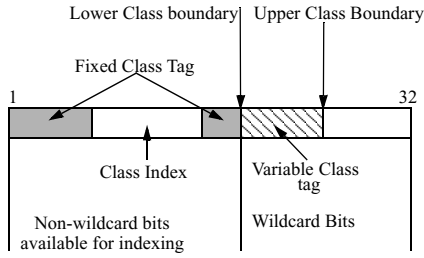 Lower Class boundary
Upper Class Boundary
Fixed Class Tag
1
32
Class Index
Variable Class
tag
Non-wildcard bits
available for indexing
Wildcard Bits